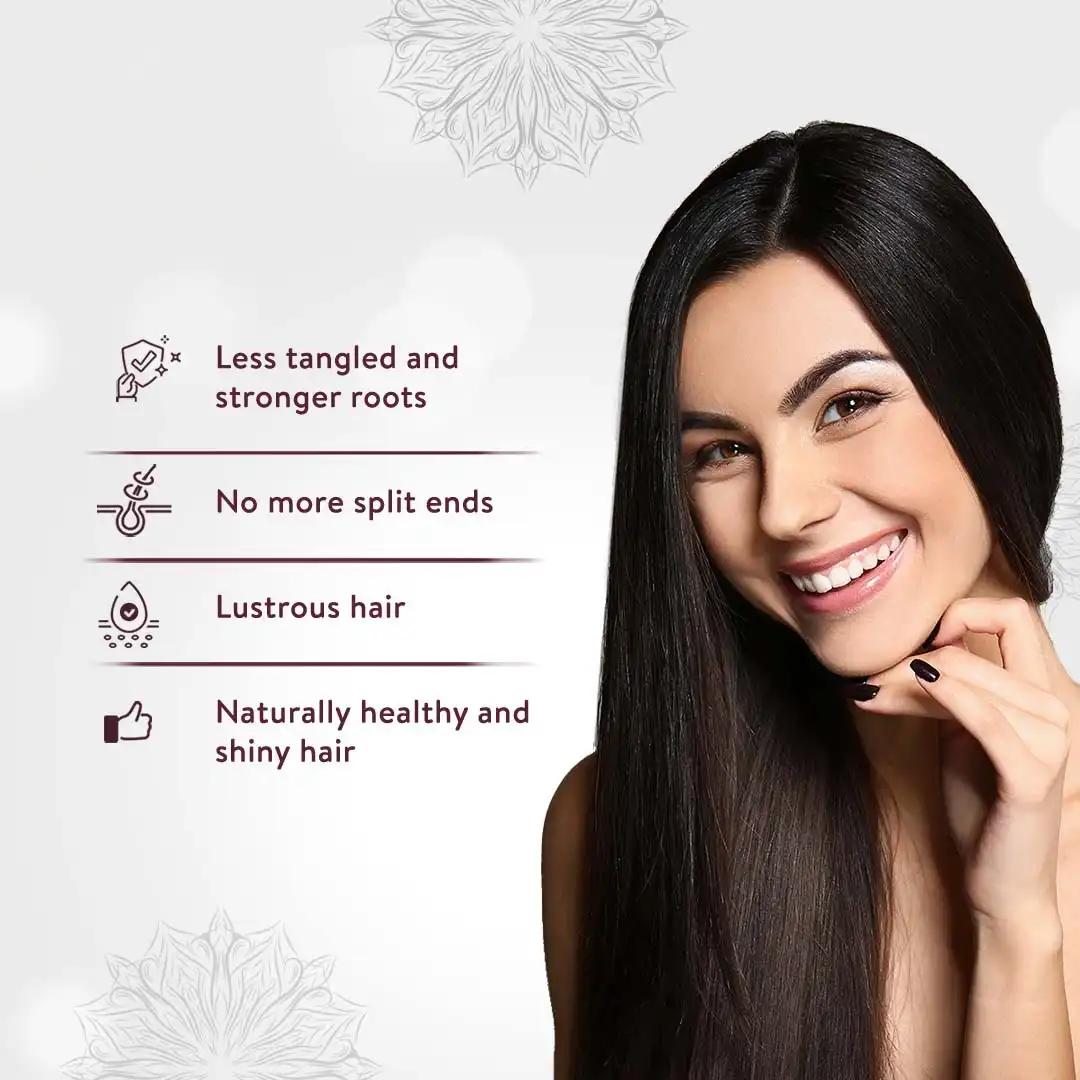 Less tangled and
stronger roots
No more split ends
Lustrous hair
Naturally healthy and
shiny hair